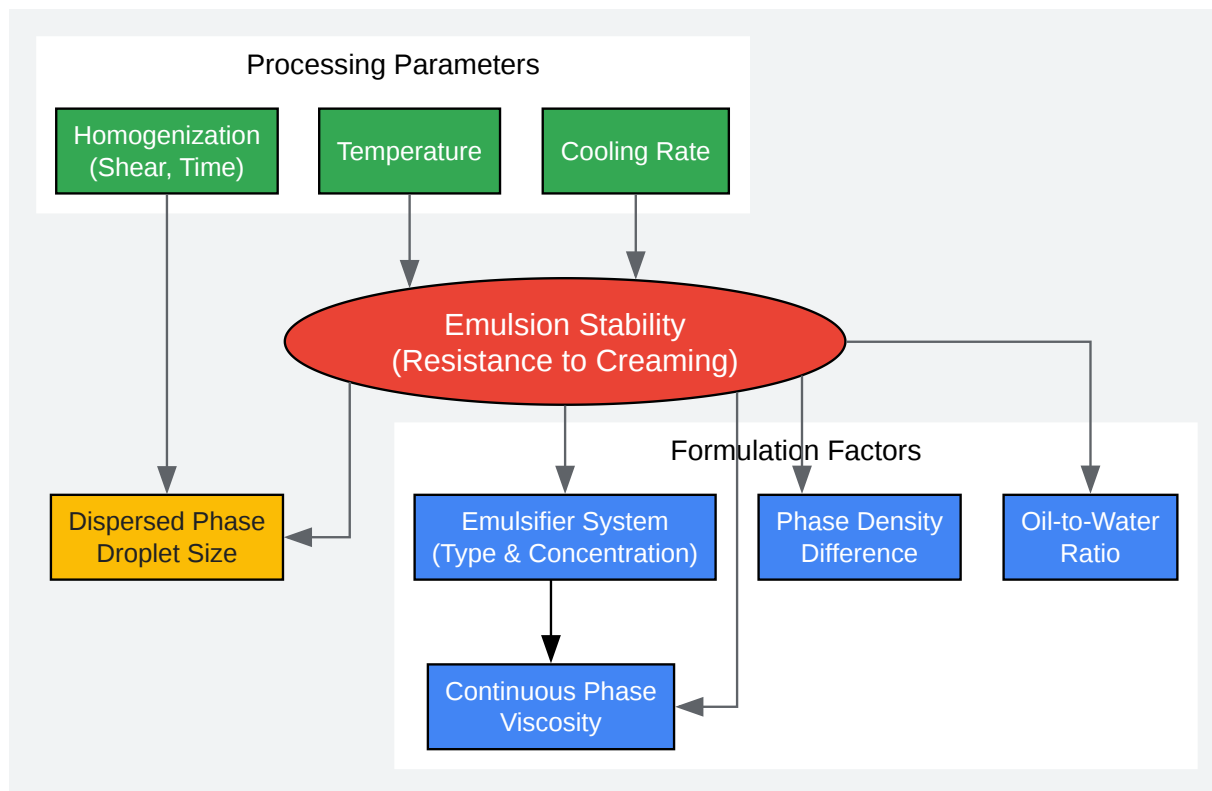 Processing Parameters
Homogenization
(Shear, Time)
Temperature
Cooling Rate
Emulsion Stability
(Resistance to Creaming)
Formulation Factors
Dispersed Phase
Droplet Size
Emulsifier System
(Type & Concentration)
Phase Density
Difference
Oil-to-Water
Ratio
Continuous Phase
Viscosity